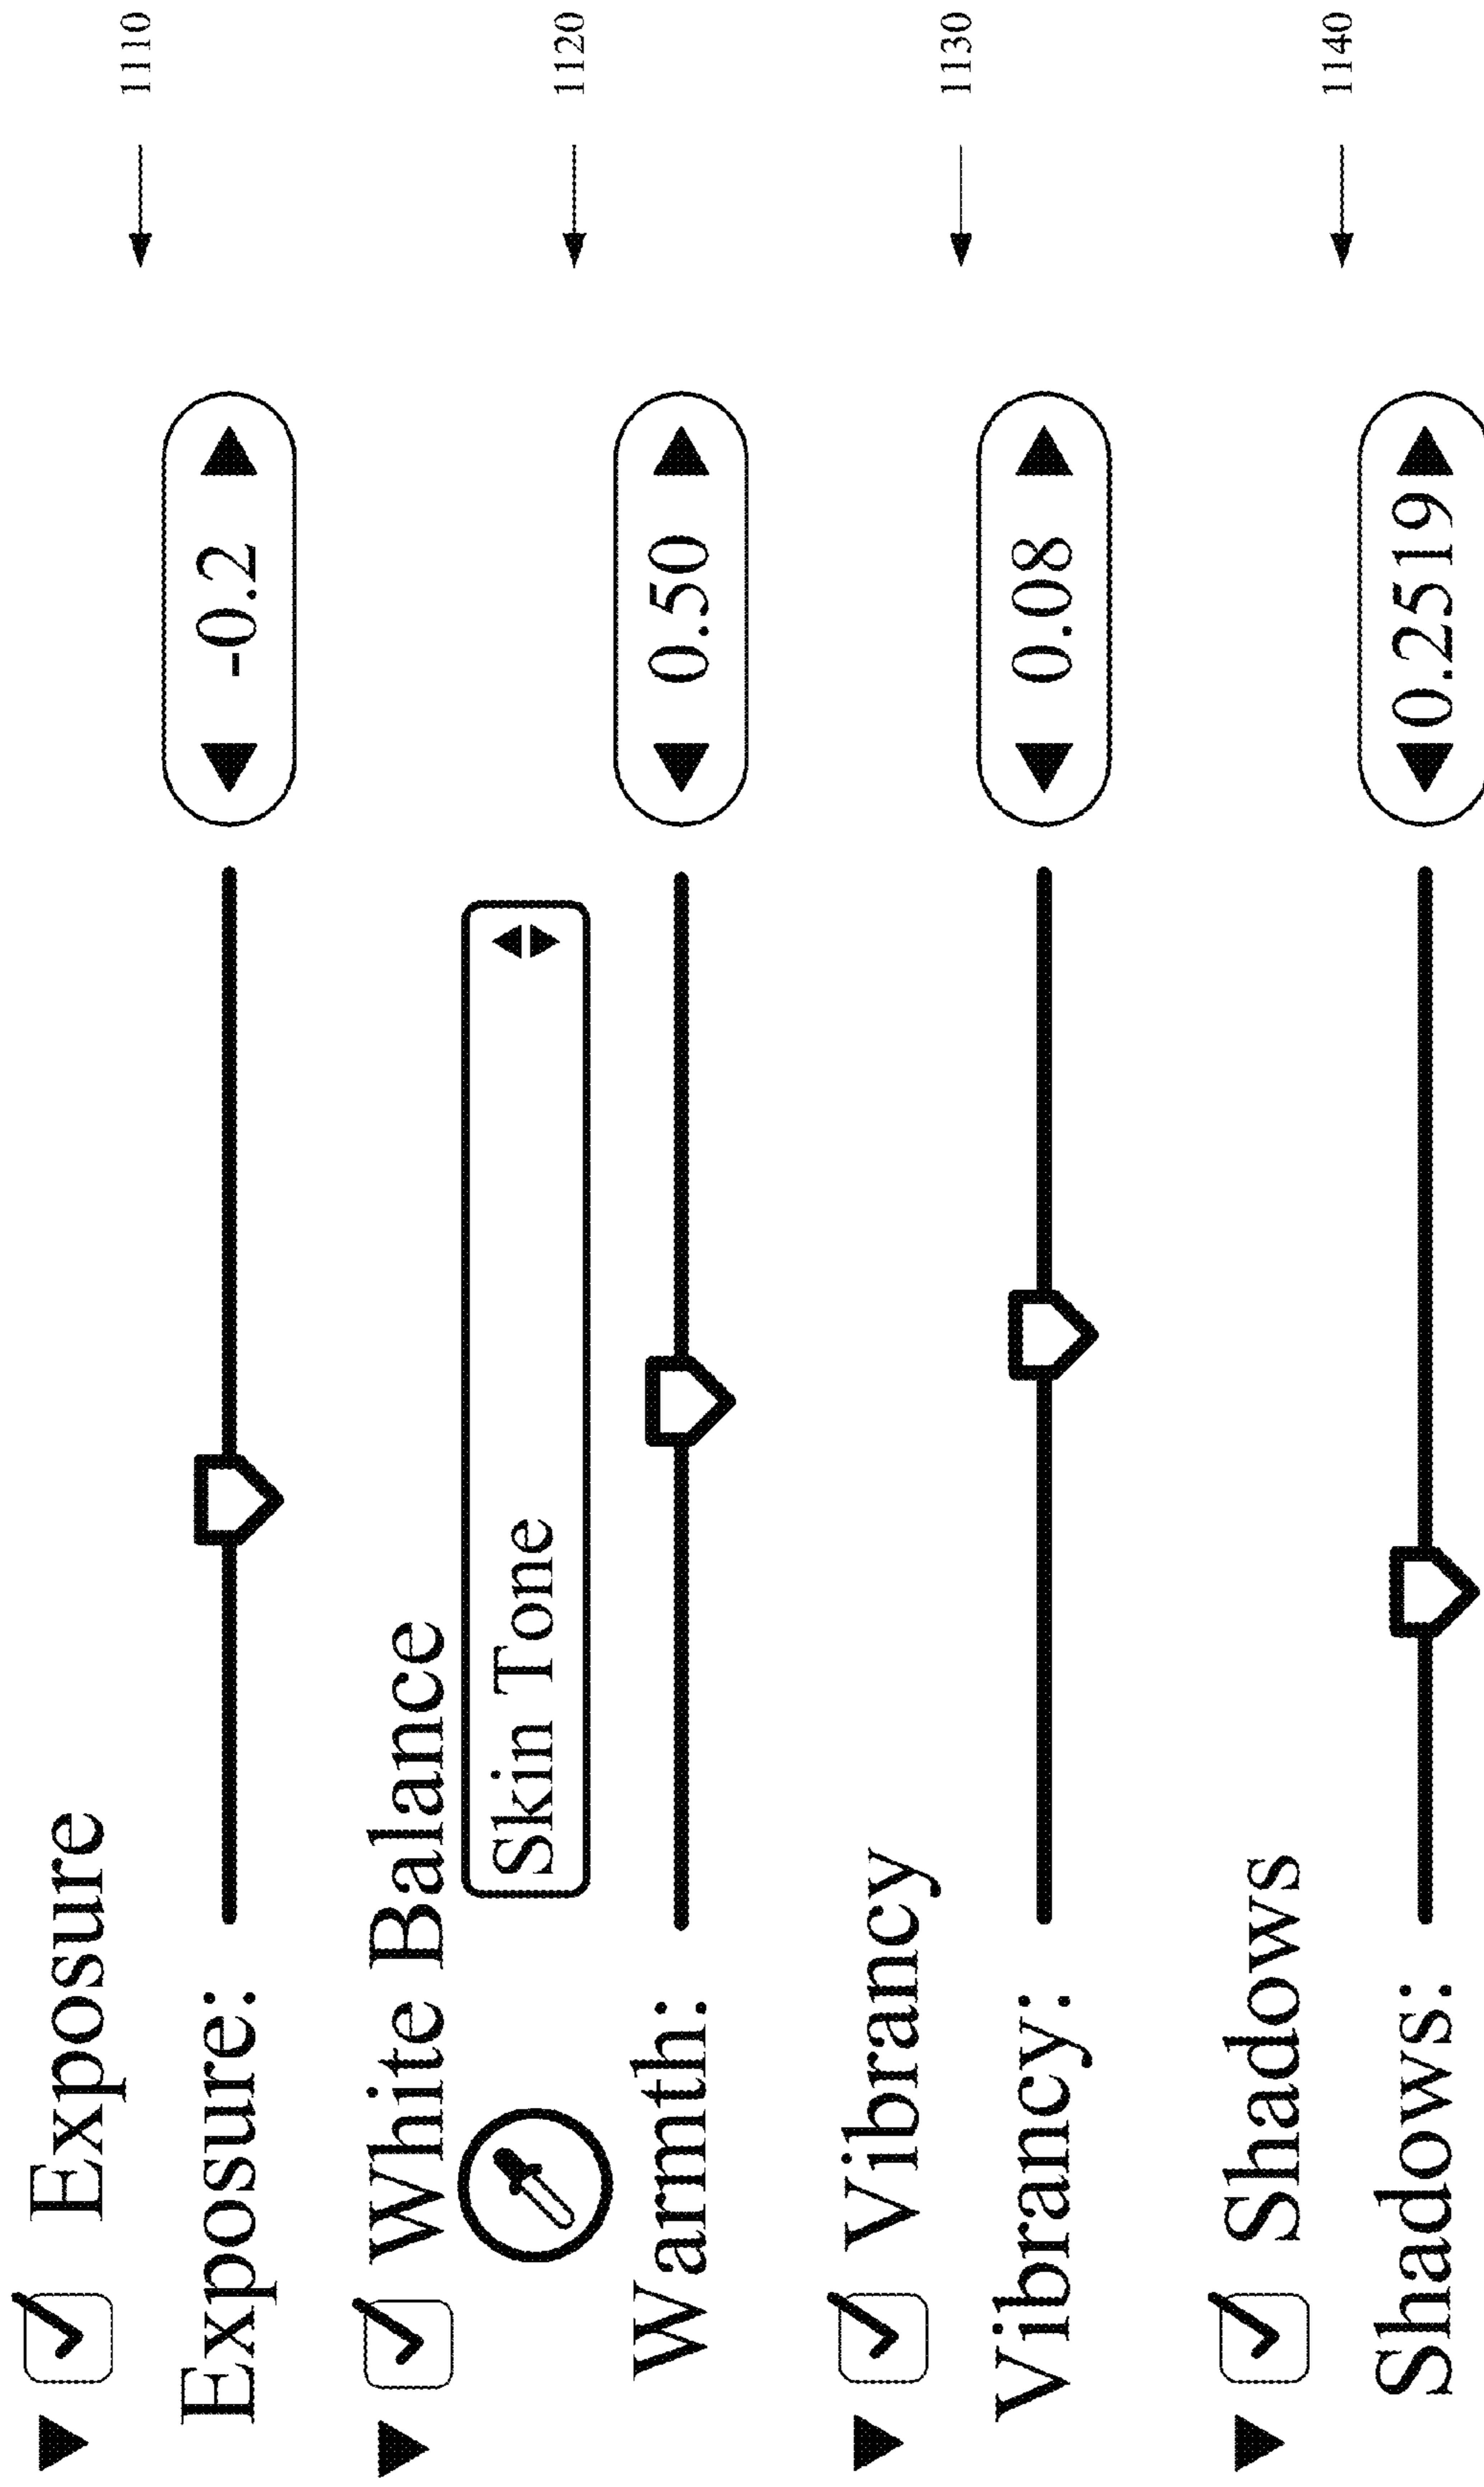 Exposure
1110
Exposure: -0.2
White Balance
Skin Tone
1120
Warmth: 0.50
Vibrancy
1130
Vibrancy: 0.08
Shadows
1140
Shadows: 0.2519